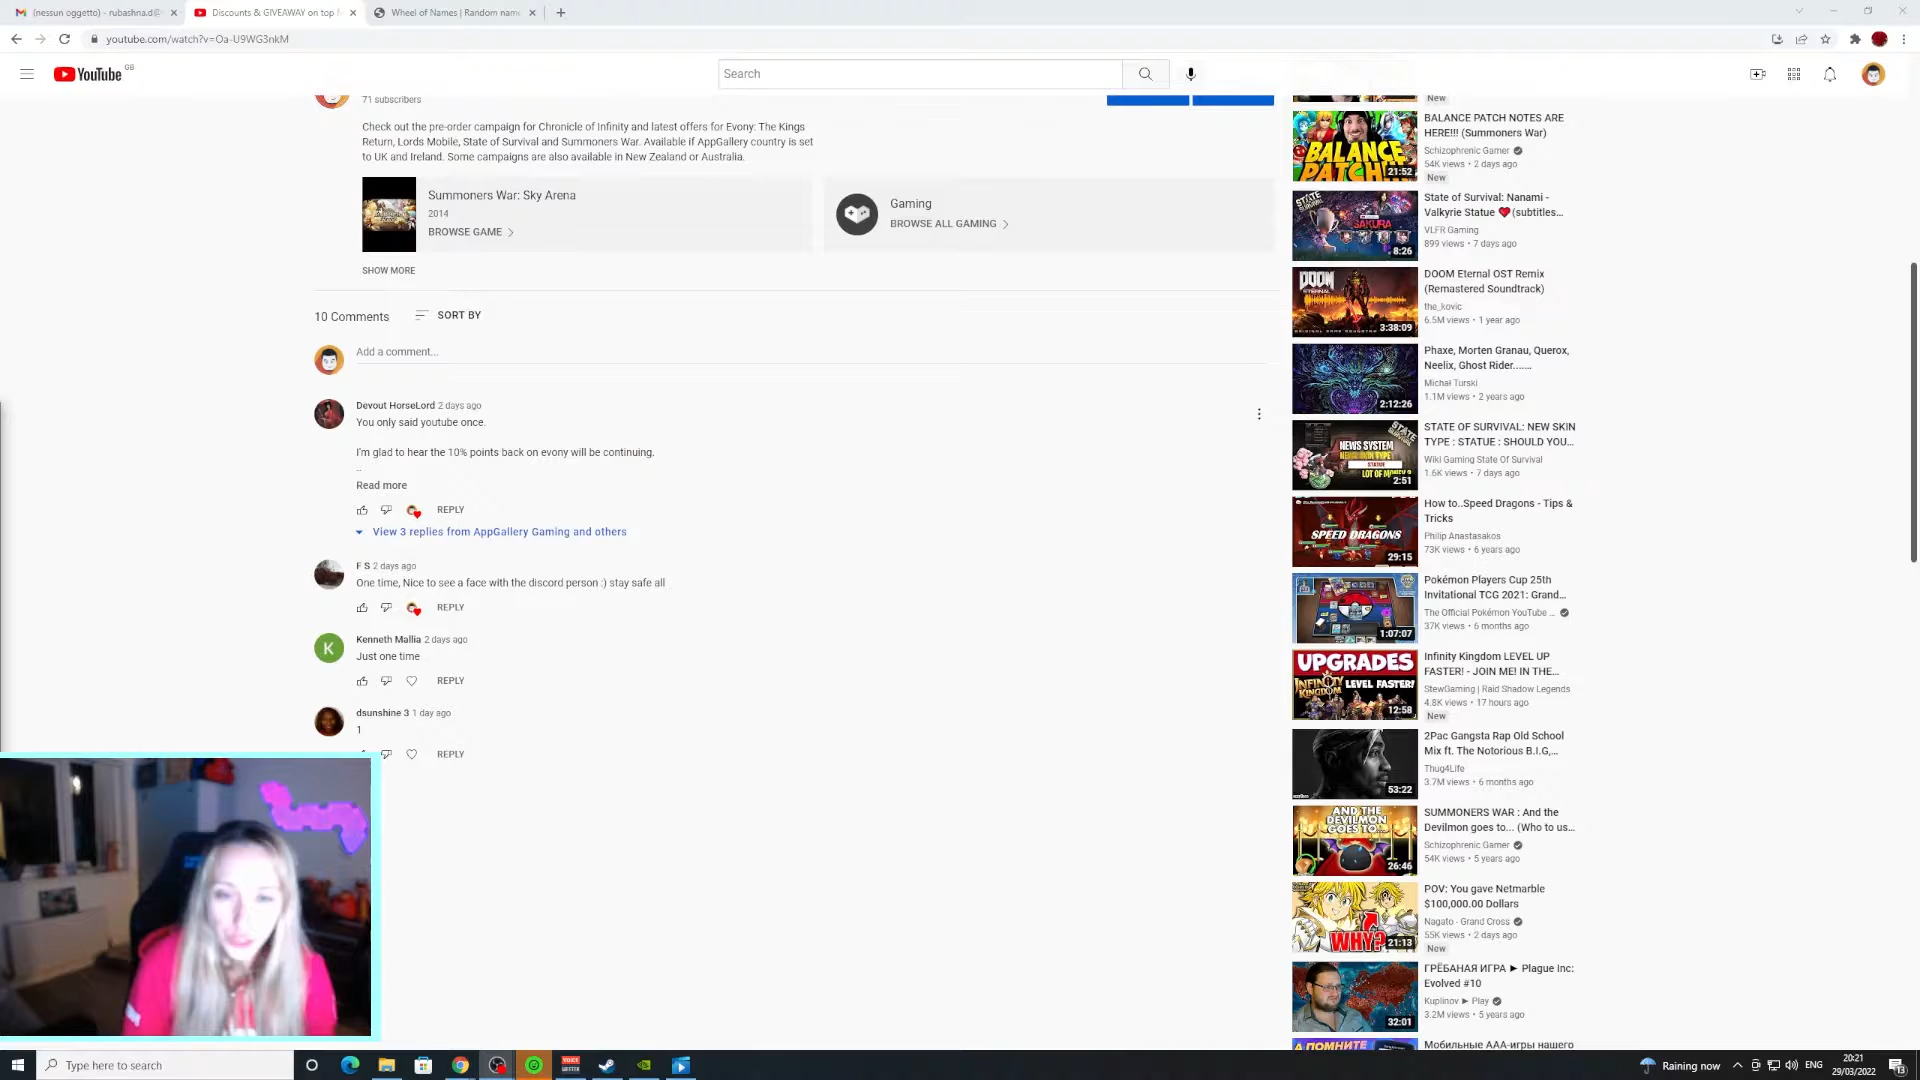 (nessun oggetto) - rubashna.d@
Discounts & GIVEAWAY on top
Wheel of Names | Random nam
youtube.com/watch?v=Oa-U9WG3nkM
YouTube GB
Search
71 subscribers
Check out the pre-order campaign for Chronicle of Infinity and latest offers for Evony: The Kings
Return, Lords Mobile, State of Survival and Summoners War. Available if AppGallery country is set
to UK and Ireland. Some campaigns are also available in New Zealand or Australia.
Summoners War: Sky Arena
2014
BROWSE GAME
Gaming
BROWSE ALL GAMING
SHOW MORE
10 Comments
SORT BY
Add a comment...
Devout HorseLord 2 days ago
You only said youtube once.
I'm glad to hear the 10% points back on evony will be continuing.
..
Read more
REPLY
View 3 replies from AppGallery Gaming and others
F S 2 days ago
One time, Nice to see a face with the discord person :) stay safe all
REPLY
K
Kenneth Mallia 2 days ago
Just one time
REPLY
dsunshine 3 1 day ago
1
REPLY
New
BALANCE PATCH!
21:52
BALANCE PATCH NOTES ARE
HERE!!! (Summoners War)
Schizophrenic Gamer
54K views • 2 days ago
New
STATE SURVIVAL
SAKURA
8:26
State of Survival: Nanami -
Valkyrie Statue ❤️(subtitles...
VLFR Gaming
899 views • 7 days ago
DOOM
ETERNAL
3:38:09
DOOM Eternal OST Remix
(Remastered Soundtrack)
the_kovic
6.5M views • 1 year ago
2:12:26
Phaxe, Morten Granau, Querox,
Neelix, Ghost Rider......
Michał Turski
1.1M views • 2 years ago
NEWS SYSTEM
STATUE
2:51
STATE OF SURVIVAL: NEW SKIN
TYPE : STATUE : SHOULD YOU...
Wiki Gaming State Of Survival
1.6K views • 7 days ago
SPEED DRAGONS
29:15
How to..Speed Dragons - Tips &
Tricks
Philip Anastasakos
73K views • 6 years ago
1:07:07
Pokémon Players Cup 25th
Invitational TCG 2021: Grand...
The Official Pokémon YouTube ...
37K views • 6 months ago
UPGRADES
INFINITY KINGDOM
LEVEL FASTER!
12:58
Infinity Kingdom LEVEL UP
FASTER! - JOIN ME! IN THE...
StewGaming | Raid Shadow Legends
4.8K views • 17 hours ago
New
53:22
2Pac Gangsta Rap Old School
Mix ft. The Notorious B.I.G,...
Thug4Life
3.7M views • 6 months ago
AND THE
DEVILMON
GOES TO...
26:46
SUMMONERS WAR : And the
Devilmon goes to... (Who to us...
Schizophrenic Gamer
54K views • 5 years ago
WHY?
21:13
POV: You gave Netmarble
$100,000.00 Dollars
Nagato - Grand Cross
55K views • 2 days ago
New
32:01
ГРЁБАНАЯ ИГРА ► Plague Inc:
Evolved #10
Kuplinov ► Play
3.2M views • 5 years ago
А ПОМНИТЕ
Мобильные ААА-игры нашего
Type here to search
Raining now
ENG
20:21
29/03/2022
13